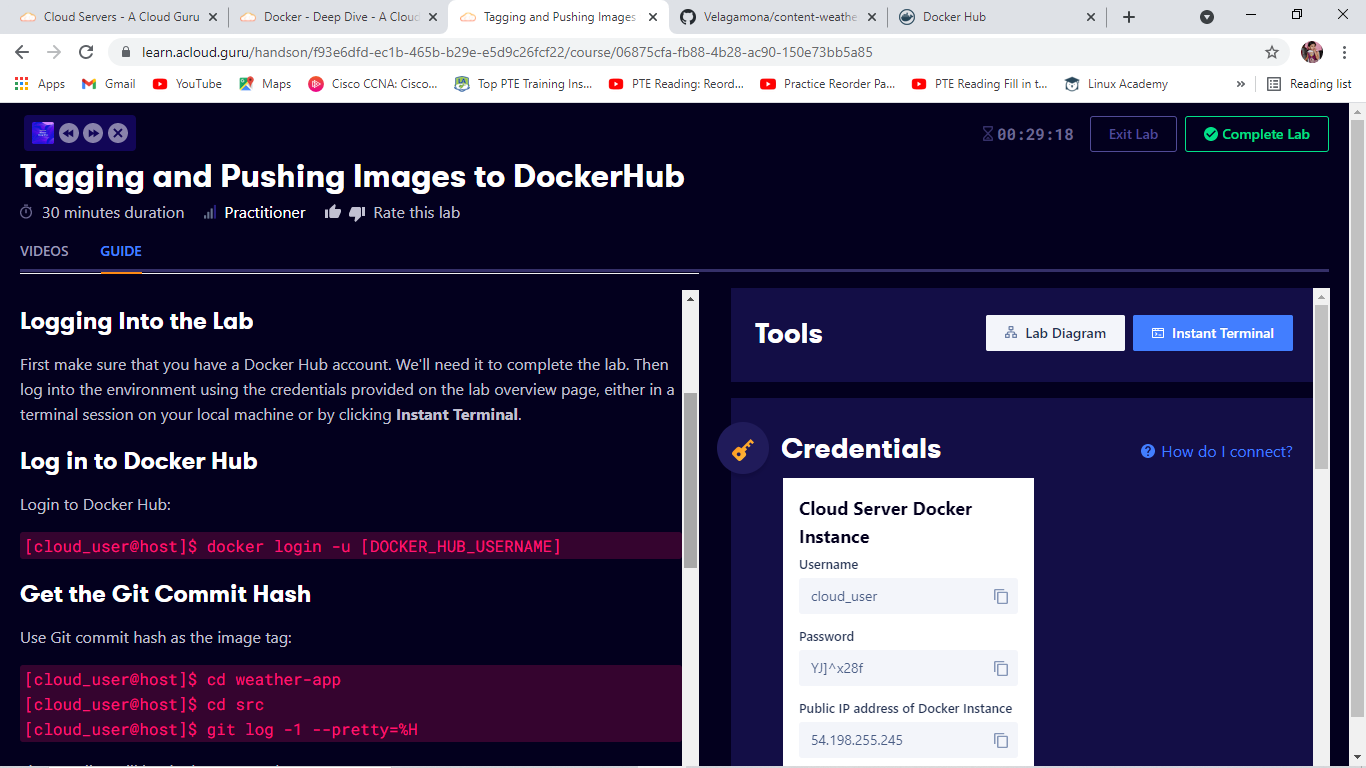 Cloud Servers - A Cloud Guru
Docker - Deep Dive - A Cloud
Tagging and Pushing Images
Velagamona/content-weathe
Docker Hub
learn.acloud.guru/handson/f93e6dfd-ec1b-465b-b29e-e5d9c26fcf22/course/06875cfa-fb88-4b28-ac90-150e73bb5a85
Apps
Gmail
YouTube
Maps
Cisco CCNA: Cisco...
Top PTE Training Ins...
PTE Reading: Reord...
Practice Reorder Pa...
PTE Reading Fill in t...
Linux Academy
»
Reading list
00:29:18
Exit Lab
Complete Lab
Tagging and Pushing Images to DockerHub
30 minutes duration
Practitioner
Rate this lab
VIDEOS
GUIDE
Logging Into the Lab
First make sure that you have a Docker Hub account. We'll need it to complete the lab. Then
log into the environment using the credentials provided on the lab overview page, either in a
terminal session on your local machine or by clicking Instant Terminal.
Log in to Docker Hub
Login to Docker Hub:
[cloud_user@host]$ docker login -u [DOCKER_HUB_USERNAME]
Get the Git Commit Hash
Use Git commit hash as the image tag:
[cloud_user@host]$ cd weather-app
[cloud_user@host]$ cd src
[cloud_user@host]$ git log -1 --pretty=%H
Tools
Lab Diagram
Instant Terminal
Credentials
How do I connect?
Cloud Server Docker
Instance
Username
cloud_user
Password
YJ]^x28f
Public IP address of Docker Instance
54.198.255.245